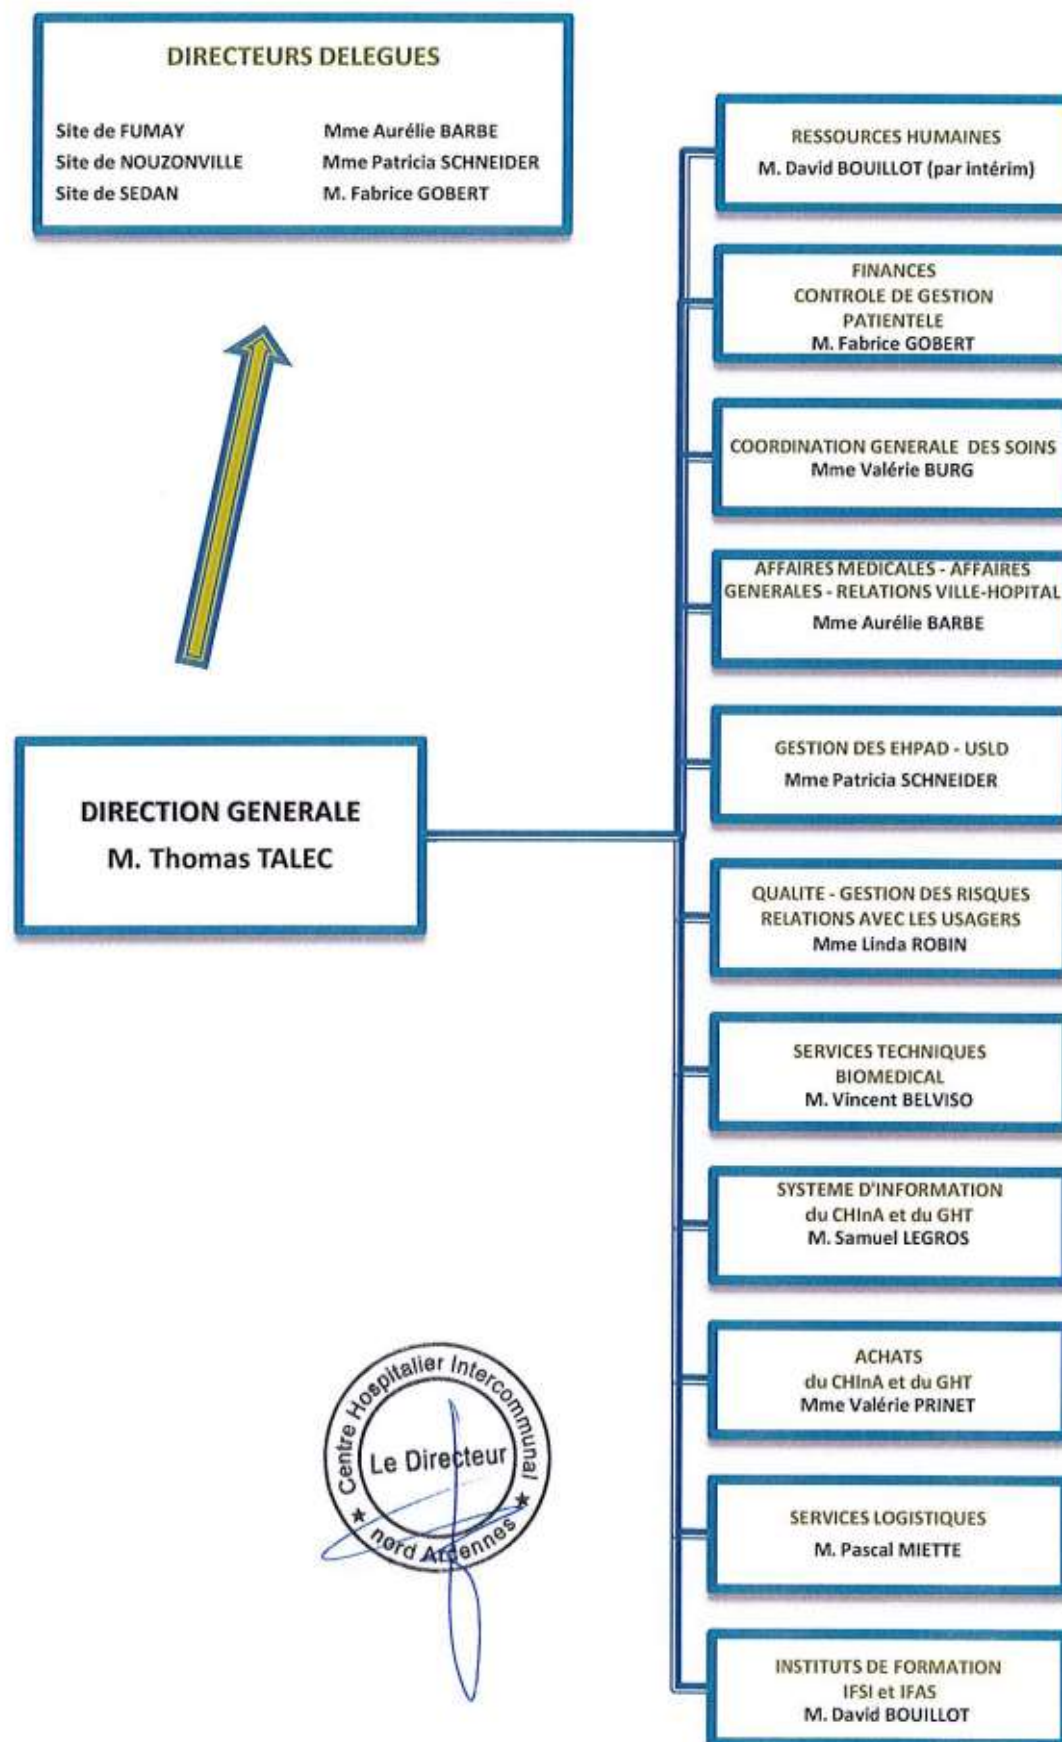 DIRECTEURS DELEGUES
Site de FUMAY Mme Aurélie BARBE
Site de NOUZONVILLE Mme Patricia SCHNEIDER
Site de SEDAN M. Fabrice GOBERT
RESSOURCES HUMAINES
M. David BOUILLOT (par intérim)
FINANCES
CONTROLE DE GESTION
PATIENTELE
M. Fabrice GOBERT
COORDINATION GENERALE DES SOINS
Mme Valérie BURG
AFFAIRES MEDICALES - AFFAIRES
GENERALES - RELATIONS VILLE-HOPITAL
Mme Aurélie BARBE
GESTION DES EHPAD - USLD
Mme Patricia SCHNEIDER
DIRECTION GENERALE
M. Thomas TALEC
QUALITE - GESTION DES RISQUES
RELATIONS AVEC LES USAGERS
Mme Linda ROBIN
SERVICES TECHNIQUES
BIOMEDICAL
M. Vincent BELVISO
SYSTEME D'INFORMATION
du CHInA et du GHT
M. Samuel LEGROS
ACHATS
du CHInA et du GHT
Mme Valérie PRINET
SERVICES LOGISTIQUES
M. Pascal MIETTE
INSTITUTS DE FORMATION
IFSI et IFAS
M. David BOUILLOT
Centre Hospitalier Intercommunal
Le Directeur
★ nord Ardennes ★